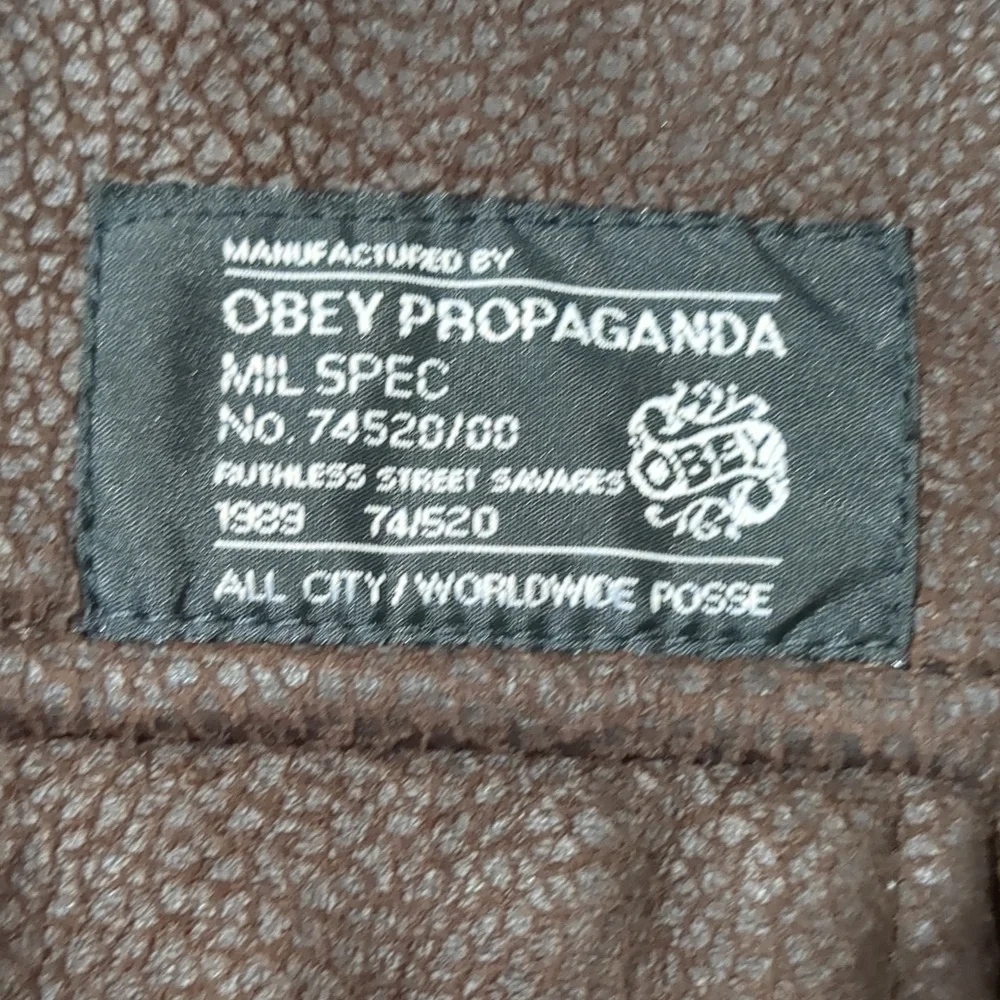 MANUFACTURED BY
OBEY PROPAGANDA
MIL SPEC
No. 74520/00
RUTHLESS STREET SAVAGES
OBEY
1989 74/520
ALL CITY/WORLDWIDE POSSE